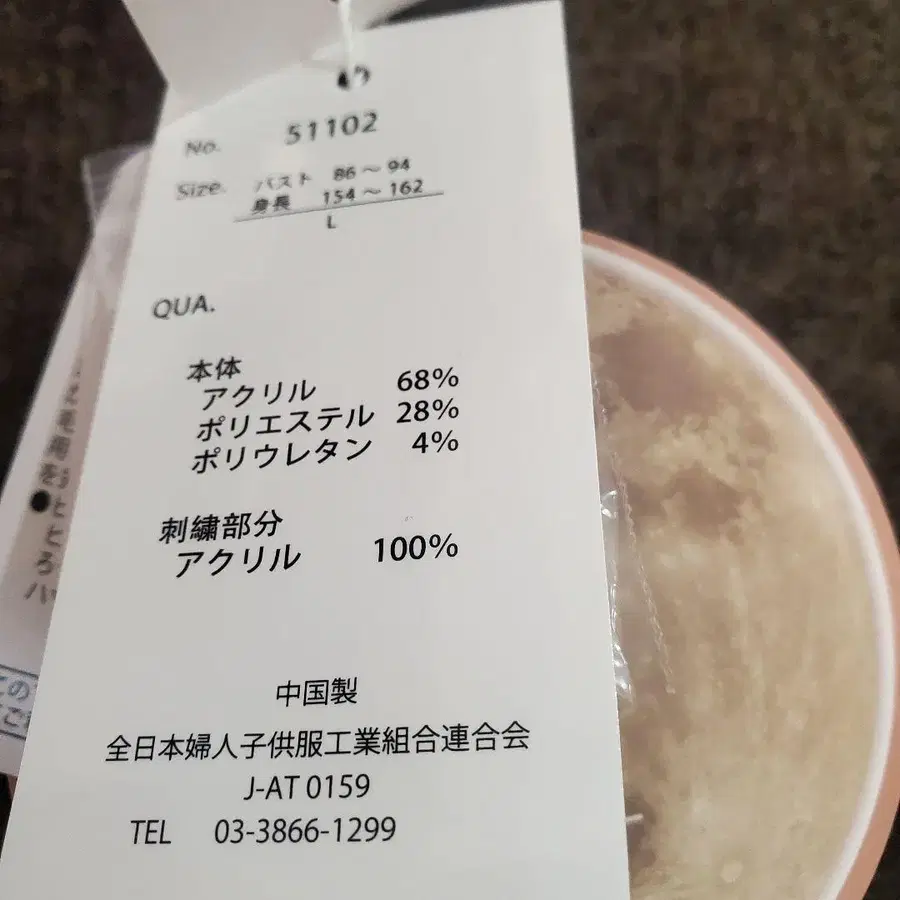 No. 51102
Size. バスト 86～94
身長 154～162
L
QUA.
本体
アクリル 68%
ポリエステル 28%
ポリウレタン 4%
刺繍部分
アクリル 100%
中国製
全日本婦人子供服工業組合連合会
J-AT 0159
TEL 03-3866-1299
この